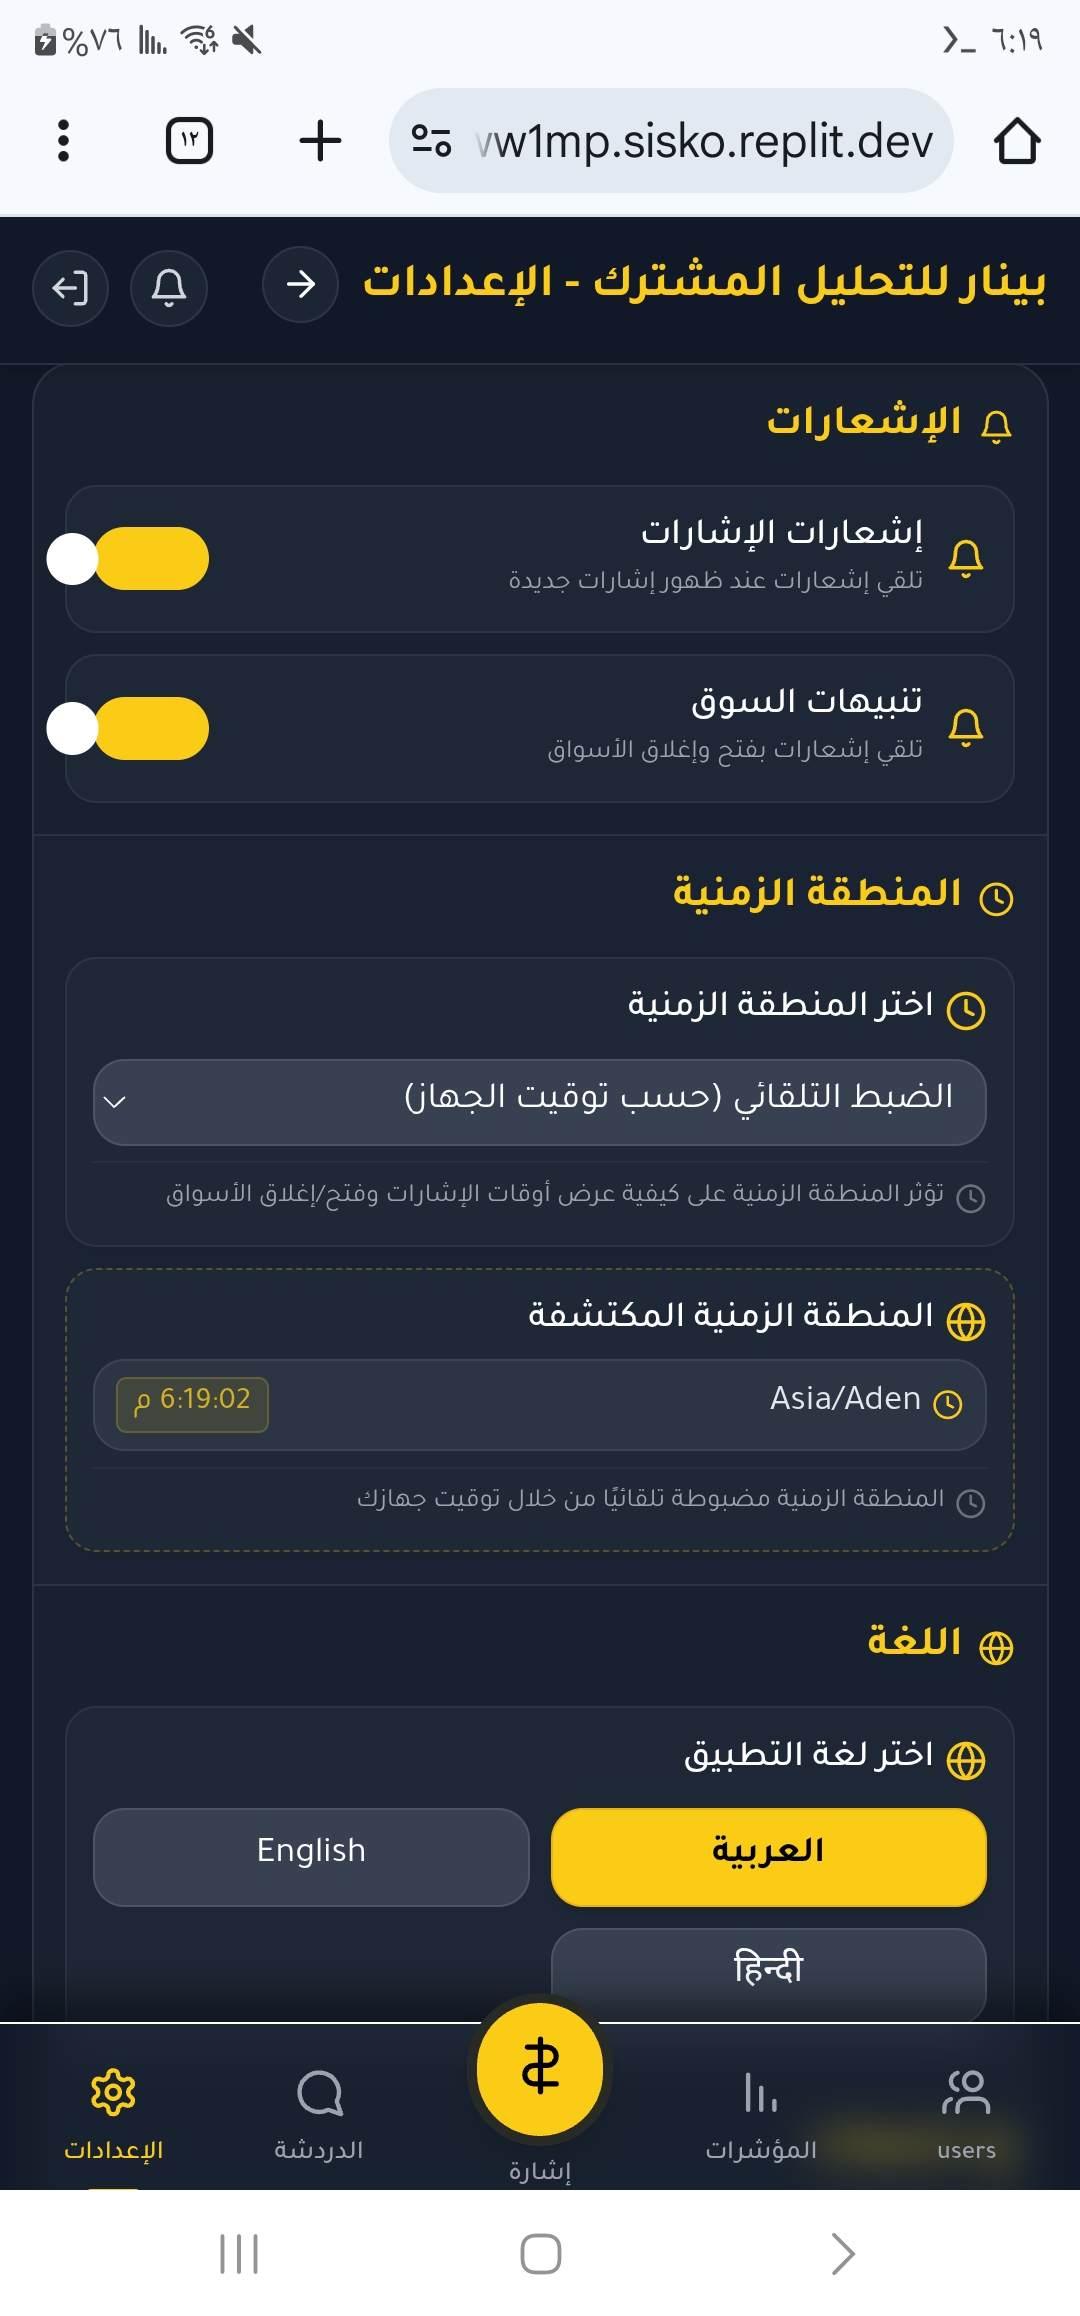 ٦:١٩
%٧٦
vw1mp.sisko.replit.dev
١٢
بينار للتحليل المشترك - الإعدادات
الإشعارات
إشعارات الإشارات
تلقي إشعارات عند ظهور إشارات جديدة
تنبيهات السوق
تلقي إشعارات بفتح وإغلاق الأسواق
المنطقة الزمنية
اختر المنطقة الزمنية
الضبط التلقائي (حسب توقيت الجهاز)
تؤثر المنطقة الزمنية على كيفية عرض أوقات الإشارات وفتح/إغلاق الأسواق
المنطقة الزمنية المكتشفة
Asia/Aden
6:19:02 م
المنطقة الزمنية مضبوطة تلقائيًا من خلال توقيت جهازك
اللغة
اختر لغة التطبيق
العربية
English
हिन्दी
users
المؤشرات
إشارة
الدردشة
الإعدادات